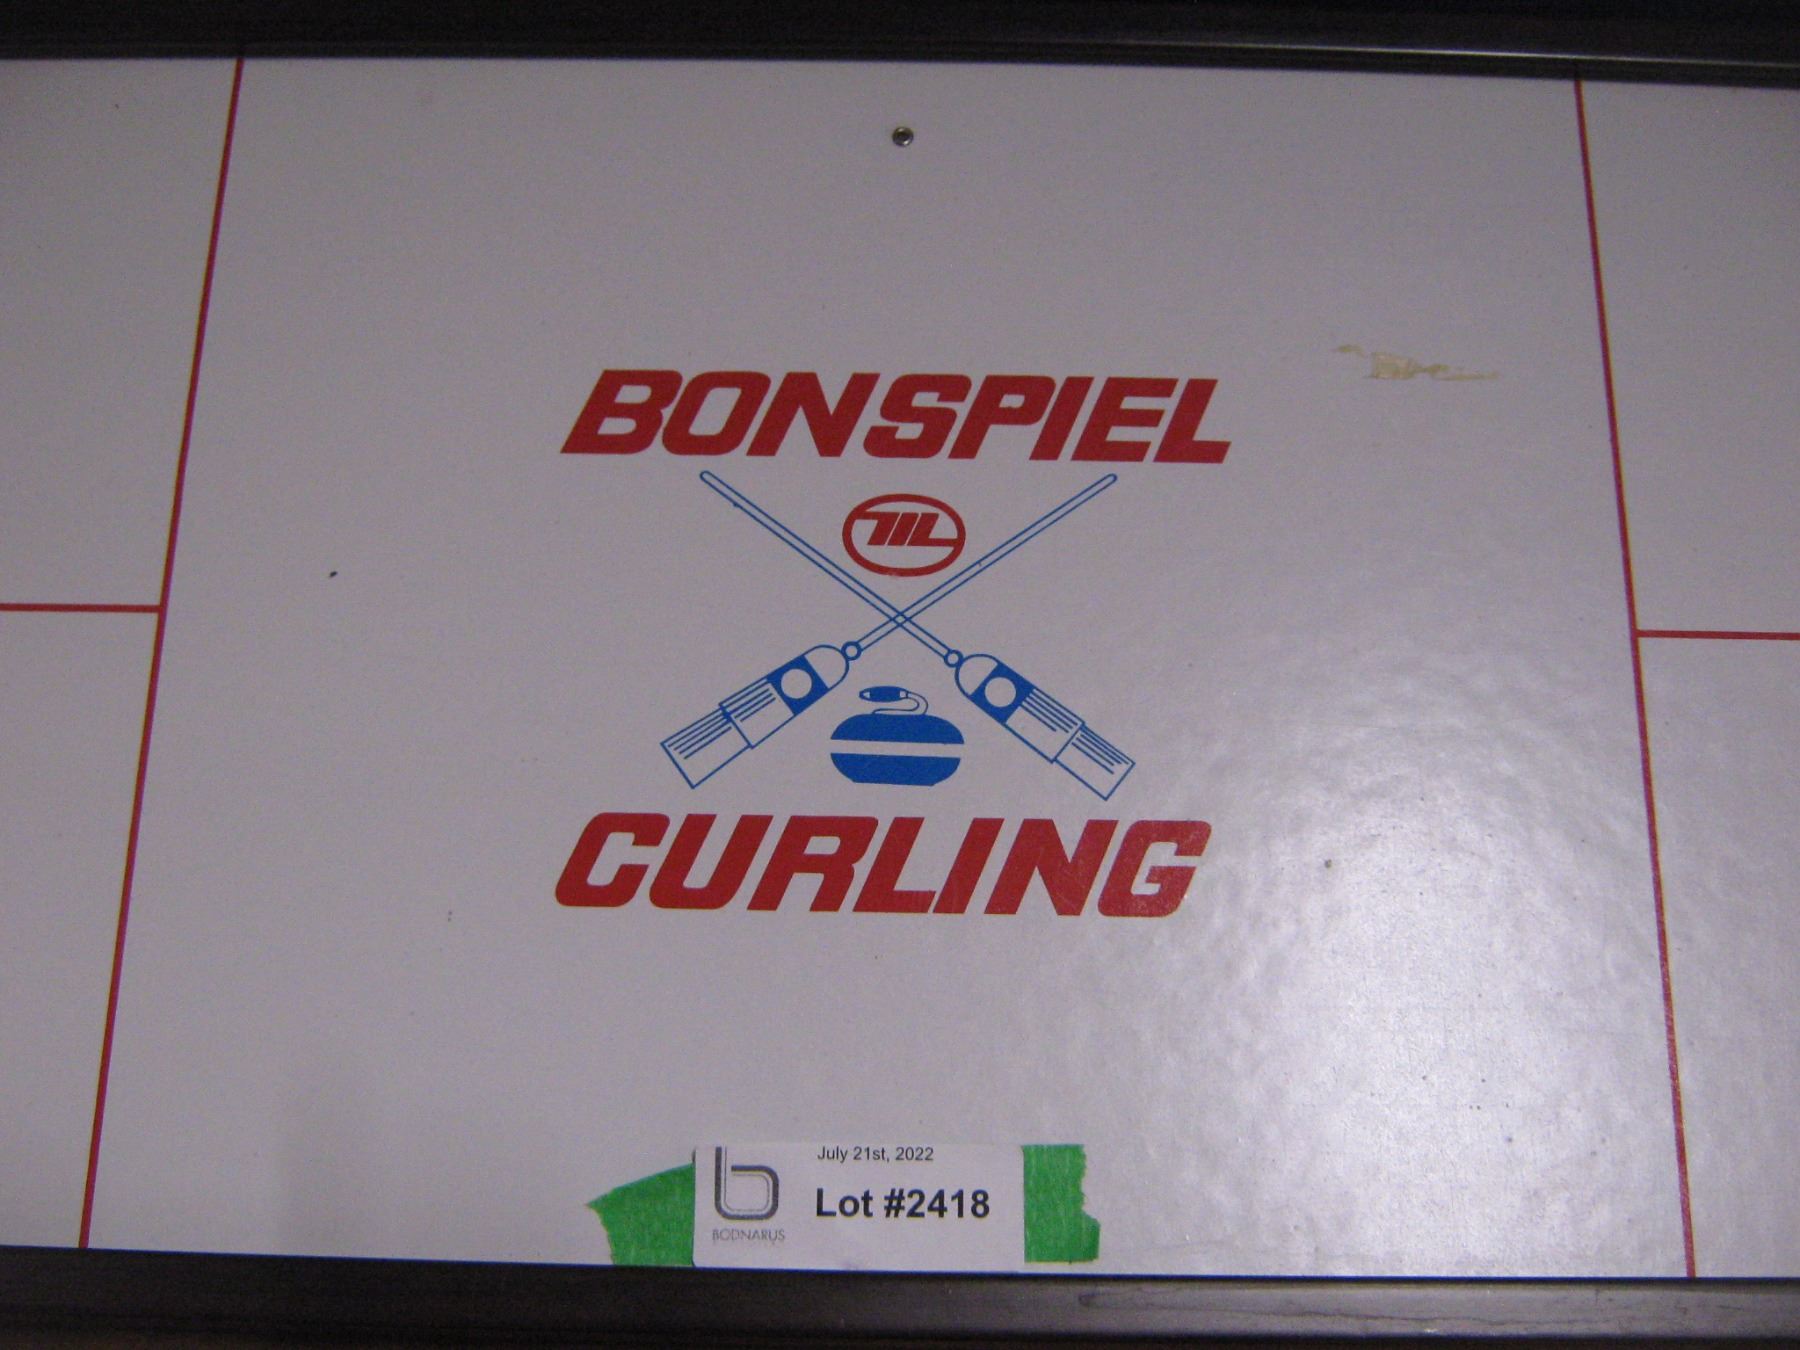 BONSPIEL
CURLING
July 21st, 2022
Lot #2418
BODNARUS